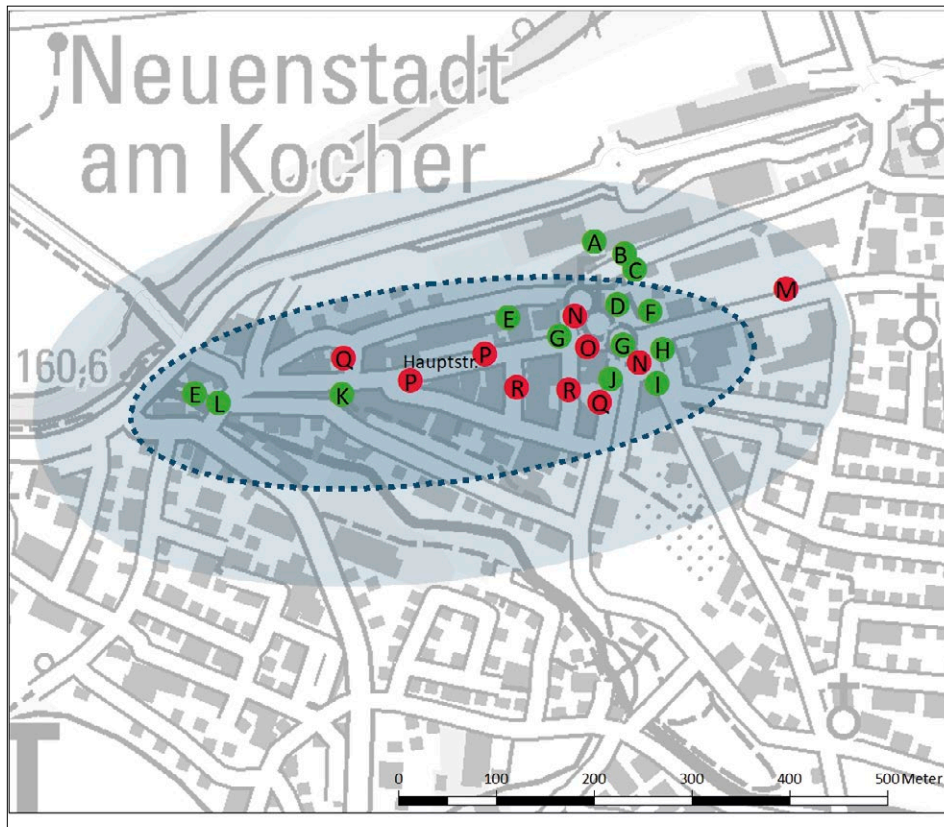 Neuenstadt
am Kocher
A
B
C
M
D
F
N
E
G
O
G
H
160,6
Q
Hauptstr.
P
N
P
R
R
J
I
E
L
K
Q
T
0 100 200 300 400 500 Meter